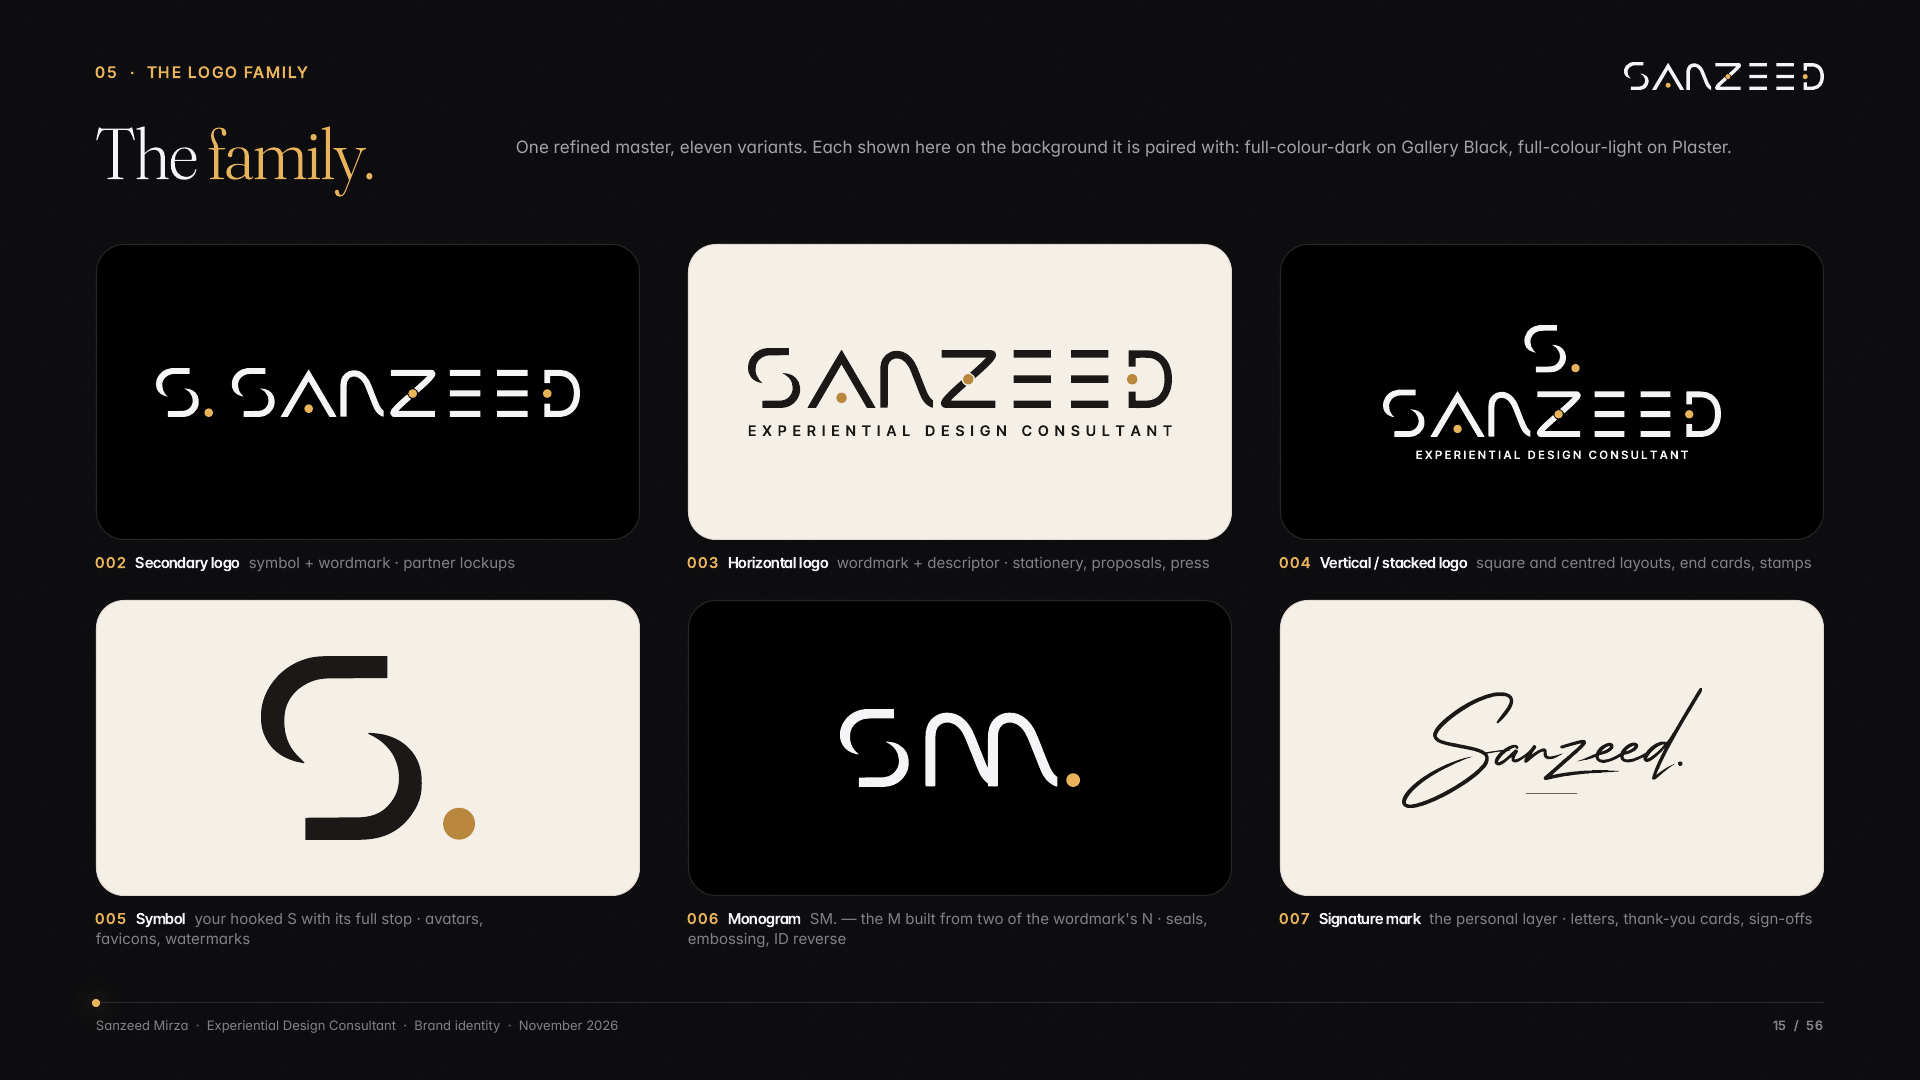 05 · THE LOGO FAMILY
SANZEED
The family.
One refined master, eleven variants. Each shown here on the background it is paired with: full-colour-dark on Gallery Black, full-colour-light on Plaster.
S. SANZEED
SANZEED
EXPERIENTIAL DESIGN CONSULTANT
S.
SANZEED
EXPERIENTIAL DESIGN CONSULTANT
002 Secondary logo symbol + wordmark · partner lockups
003 Horizontal logo wordmark + descriptor · stationery, proposals, press
004 Vertical / stacked logo square and centred layouts, end cards, stamps
S.
SM.
Sanzeed.
005 Symbol your hooked S with its full stop · avatars,
favicons, watermarks
006 Monogram SM. — the M built from two of the wordmark's N · seals,
embossing, ID reverse
007 Signature mark the personal layer · letters, thank-you cards, sign-offs
Sanzeed Mirza · Experiential Design Consultant · Brand identity · November 2026
15 / 56